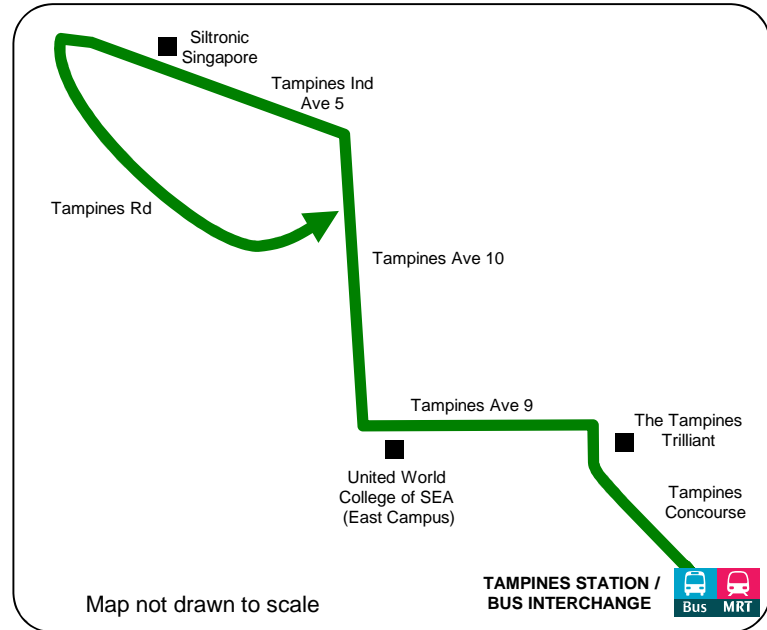 Siltronic
Singapore
Tampines Ind
Ave 5
Tampines Rd
Tampines Ave 10
Tampines Ave 9
The Tampines
Trilliant
United World
College of SEA
(East Campus)
Tampines
Concourse
TAMPINES STATION /
BUS INTERCHANGE
Bus MRT
Map not drawn to scale